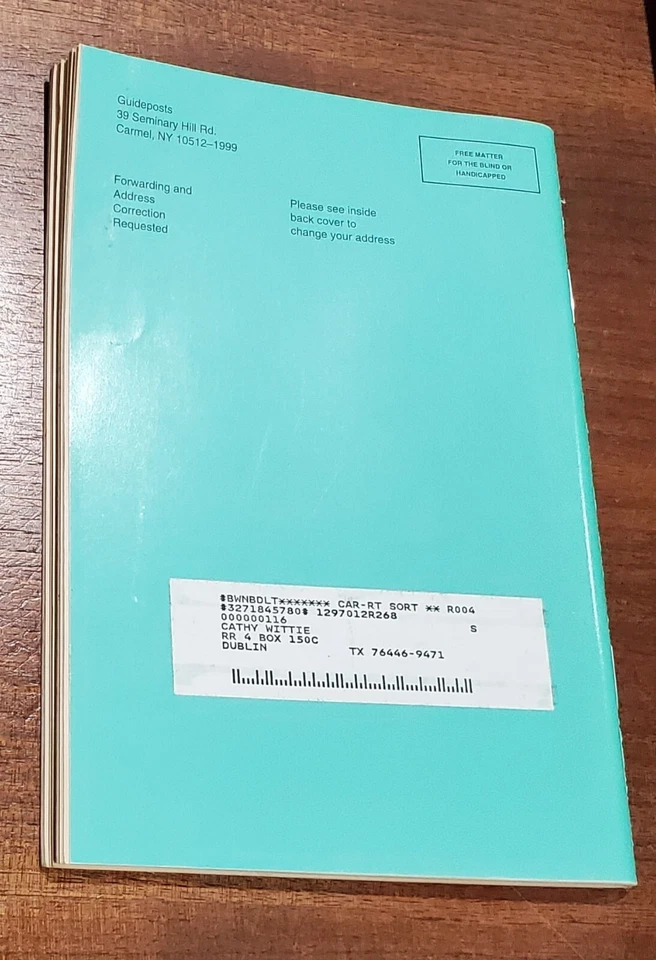 Guideposts
39 Seminary Hill Rd.
Carmel, NY 10512–1999
FREE MATTER
FOR THE BLIND OR
HANDICAPPED
Forwarding and
Address
Correction
Requested
Please see inside
back cover to
change your address
#BWNBDLT******* CAR-RT SORT ** R004
#3271845780# 1297012R268 S
000000116
CATHY WITTIE
RR 4 BOX 150C
DUBLIN TX 76446-9471